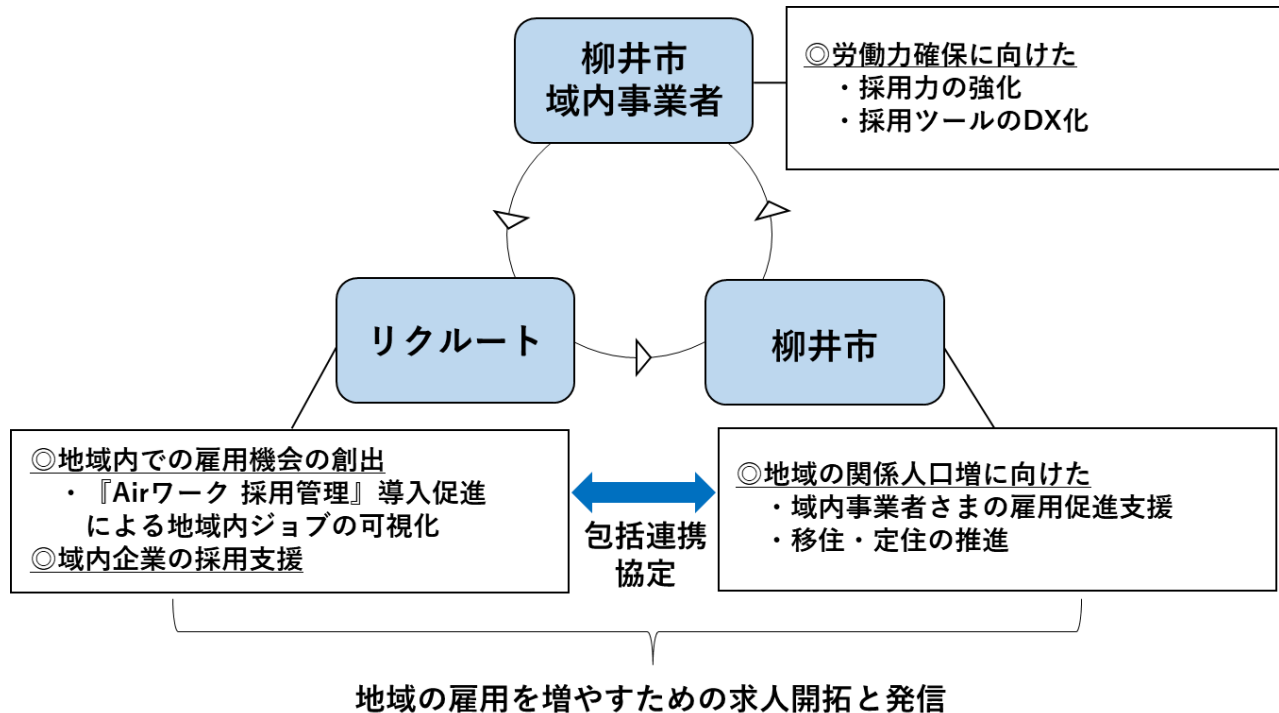 柳井市
域内事業者
◎労働力確保に向けた
・採用力の強化
・採用ツールのDX化
リクルート
柳井市
◎地域内での雇用機会の創出
・『Airワーク 採用管理』導入促進
による地域内ジョブの可視化
◎域内企業の採用支援
包括連携
協定
◎地域の関係人口増に向けた
・域内事業者さまの雇用促進支援
・移住・定住の推進
地域の雇用を増やすための求人開拓と発信